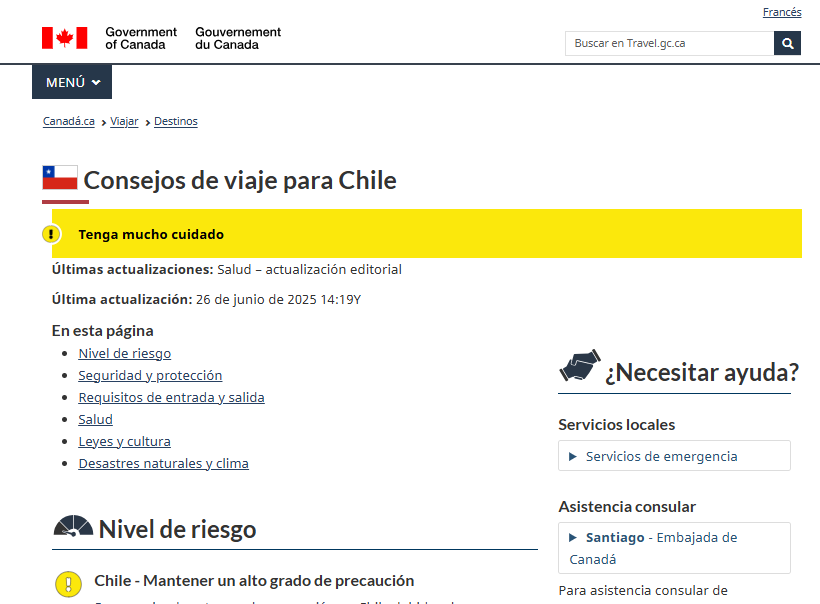 Francés
Government
of Canada
Gouvernement
du Canada
Buscar en Travel.gc.ca
MENÚ
Canadá.ca > Viajar > Destinos
Consejos de viaje para Chile
Tenga mucho cuidado
Últimas actualizaciones: Salud – actualización editorial
Última actualización: 26 de junio de 2025 14:19Y
En esta página
Nivel de riesgo
Seguridad y protección
Requisitos de entrada y salida
Salud
Leyes y cultura
Desastres naturales y clima
Nivel de riesgo
Chile - Mantener un alto grado de precaución
¿Necesitar ayuda?
Servicios locales
Servicios de emergencia
Asistencia consular
Santiago - Embajada de
Canadá
Para asistencia consular de